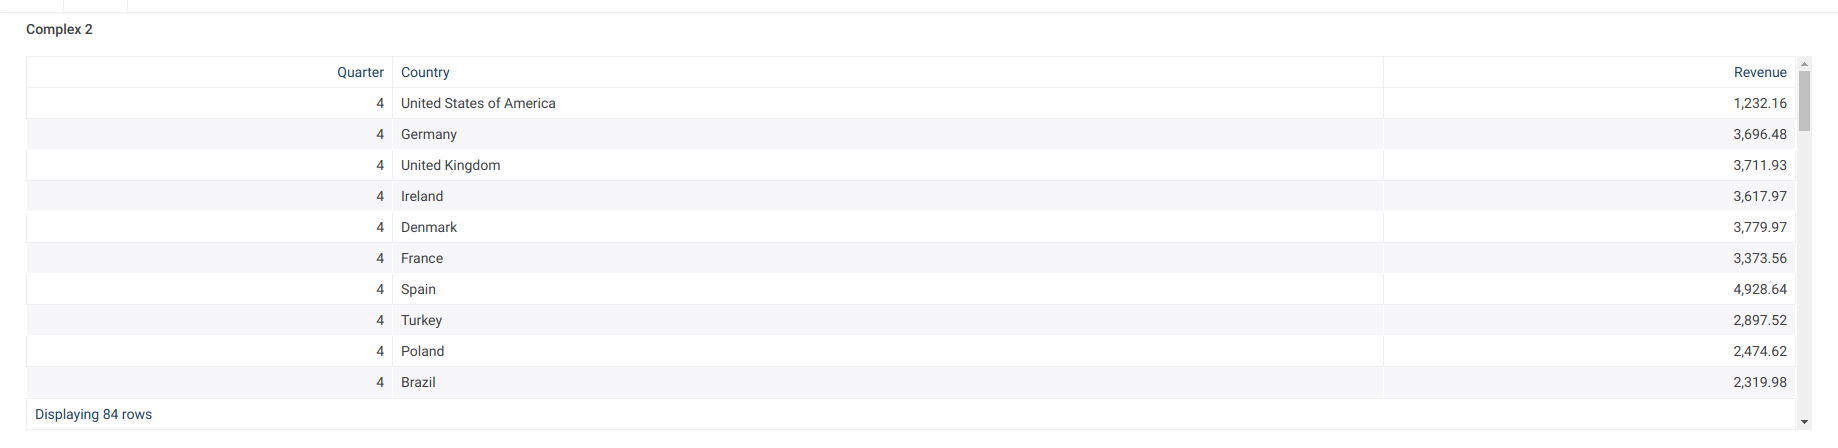 Complex 2
Quarter Country Revenue
4 United States of America 1,232.16
4 Germany 3,696.48
4 United Kingdom 3,711.93
4 Ireland 3,617.97
4 Denmark 3,779.97
4 France 3,373.56
4 Spain 4,928.64
4 Turkey 2,897.52
4 Poland 2,474.62
4 Brazil 2,319.98
Displaying 84 rows